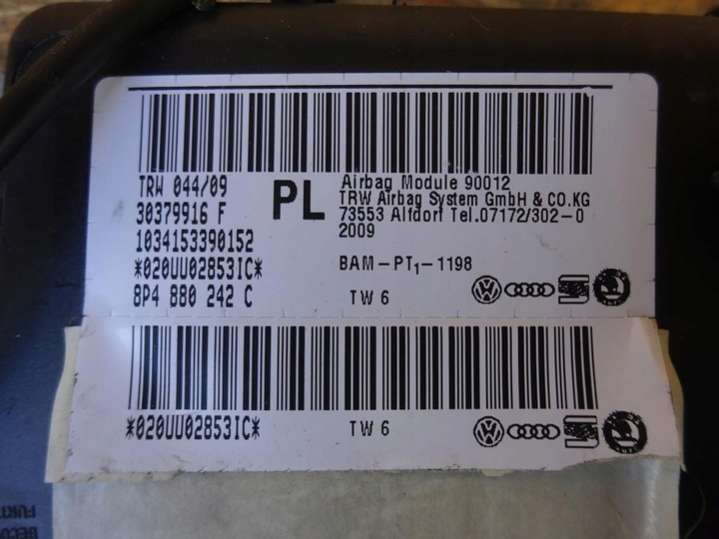 TRW 044/09
30379916 F
1034153390152
*020UU02853IC*
8P4 880 242 C
PL
Airbag Module 90012
TRW Airbag System GmbH & CO.KG
73553 Alfdorf Tel.07172/302-0
2009
BAM-PT1-1198
TW 6
*020UU02853IC*
TW 6